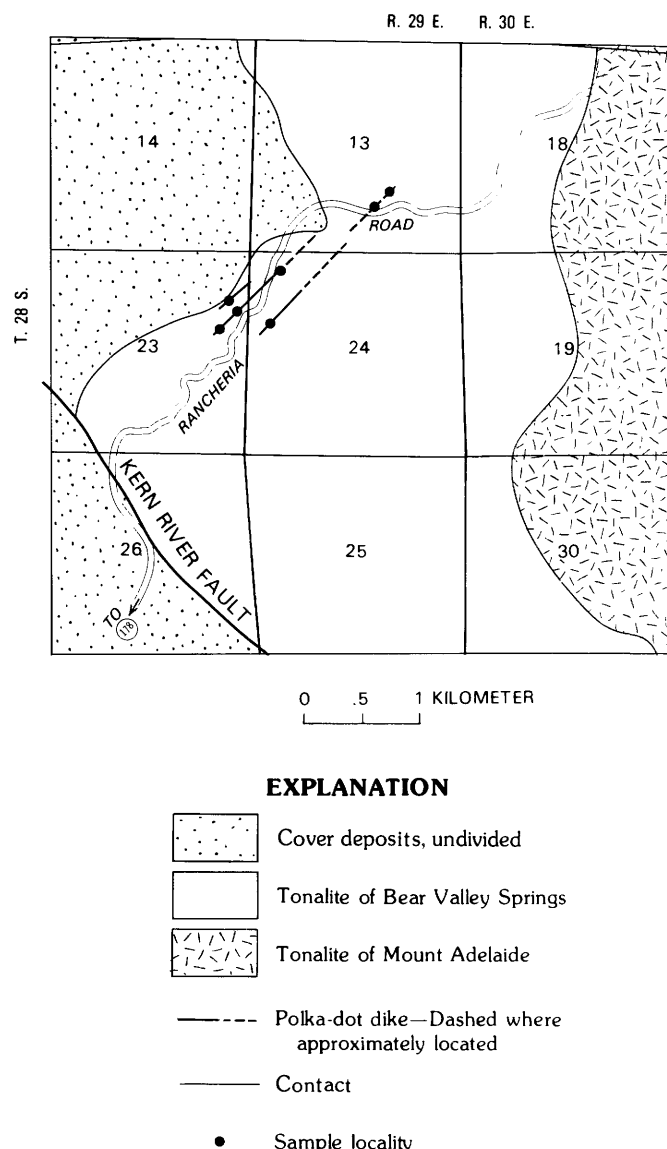 R. 29 E. R. 30 E.
14
13
18
ROAD
T. 28 S.
23
24
19
RANCHERIA
KERN RIVER FAULT
26
25
30
TO
178
0 .5 1 KILOMETER
EXPLANATION
Cover deposits, undivided
Tonalite of Bear Valley Springs
Tonalite of Mount Adelaide
Polka-dot dike—Dashed where
approximately located
Contact
Sample locality